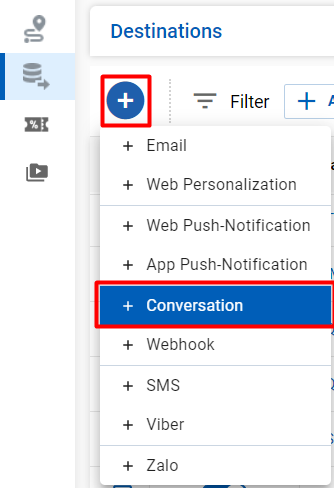 Destinations
Filter
+ Email
+ Web Personalization
+ Web Push-Notification
+ App Push-Notification
+ Conversation
+ Webhook
+ SMS
+ Viber
+ Zalo